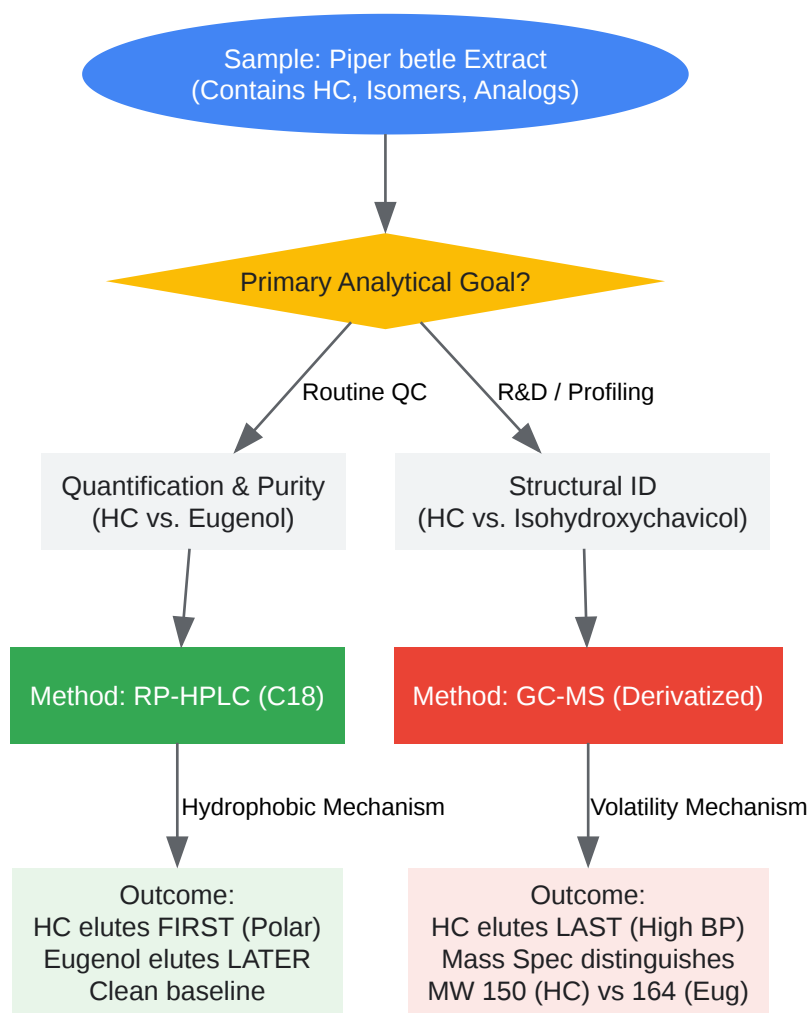 Sample: Piper betle Extract
(Contains HC, Isomers, Analogs)
Primary Analytical Goal?
Routine QC
R&D / Profiling
Quantification & Purity
(HC vs. Eugenol)
Structural ID
(HC vs. Isohydroxychavicol)
Method: RP-HPLC (C18)
Method: GC-MS (Derivatized)
Hydrophobic Mechanism
Volatility Mechanism
Outcome:
HC elutes FIRST (Polar)
Eugenol elutes LATER
Clean baseline
Outcome:
HC elutes LAST (High BP)
Mass Spec distinguishes
MW 150 (HC) vs 164 (Eug)